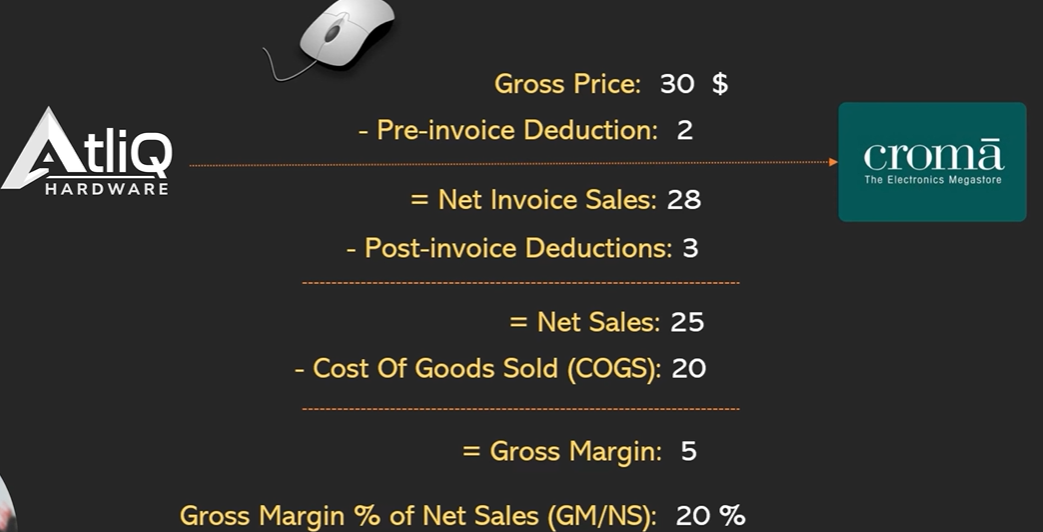 Gross Price: 30 $
- Pre-invoice Deduction: 2
AtliQ
HARDWARE
cromā
The Electronics Megastore
= Net Invoice Sales: 28
- Post-invoice Deductions: 3
= Net Sales: 25
- Cost Of Goods Sold (COGS): 20
= Gross Margin: 5
Gross Margin % of Net Sales (GM/NS): 20 %